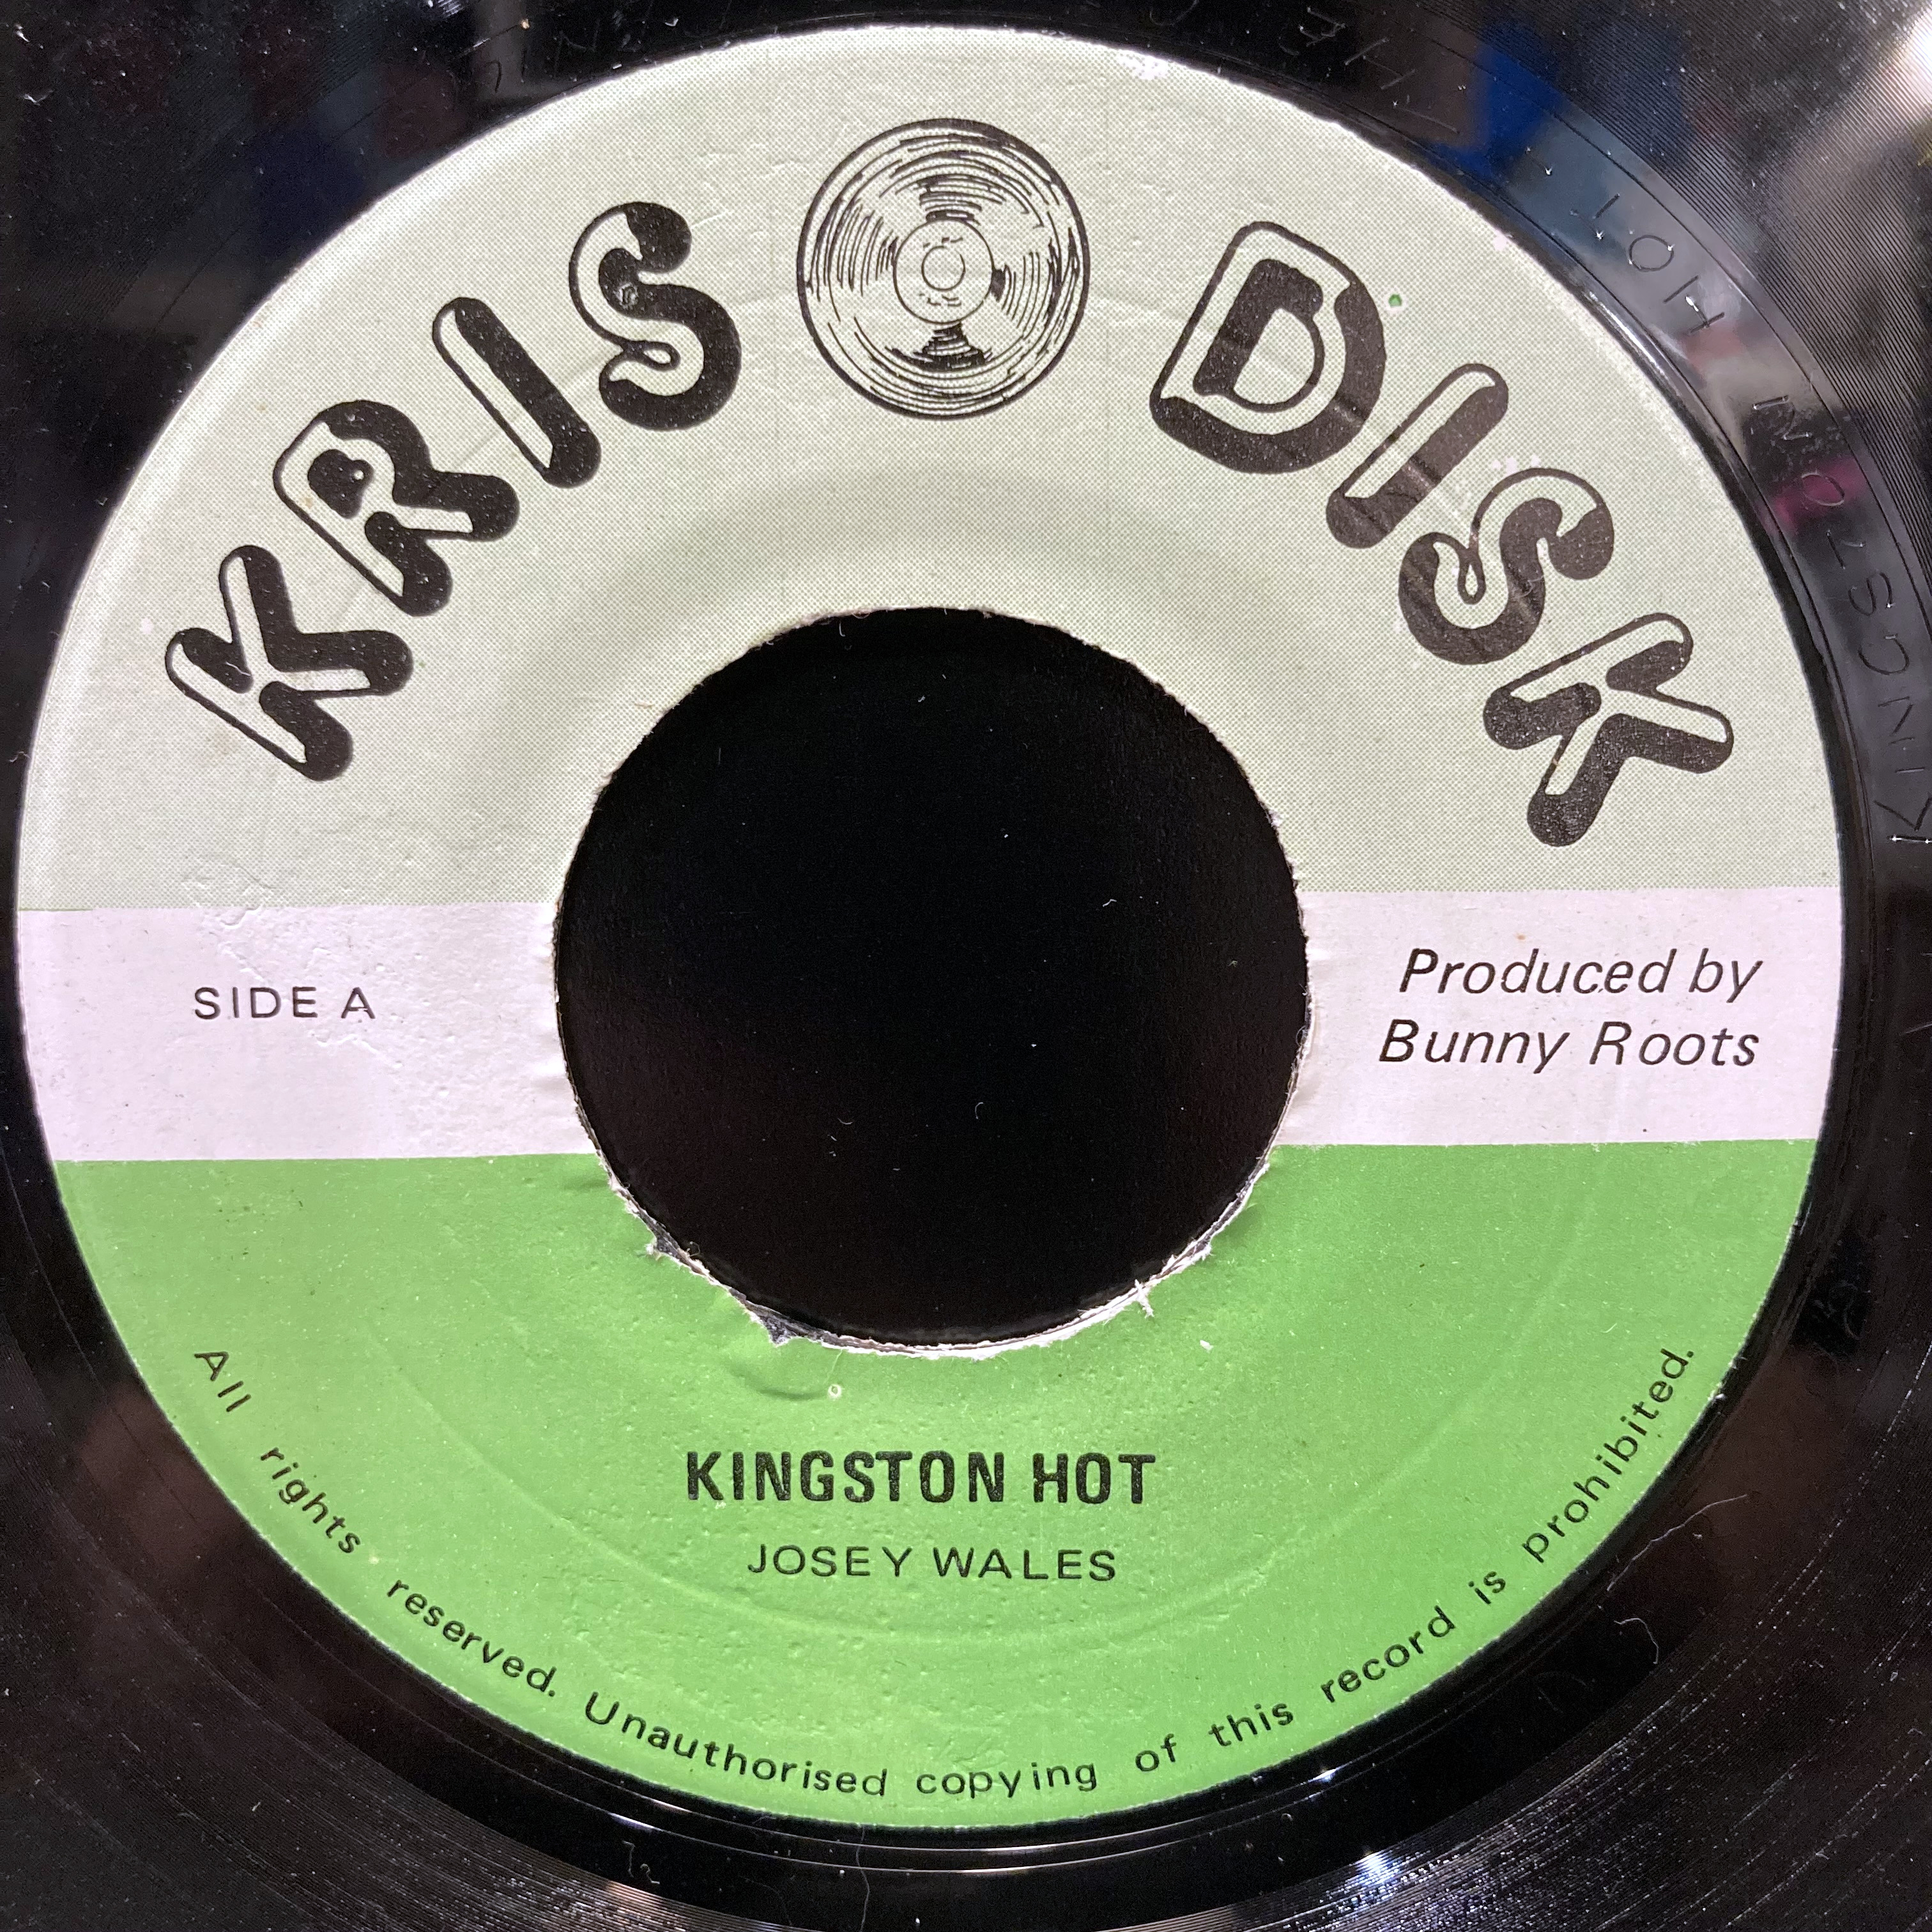 KRIS DISK
SIDE A
Produced by
Bunny Roots
KINGSTON HOT
JOSEY WALES
All rights reserved. Unauthorised copying of this record is prohibited.
KINGSTON HOT